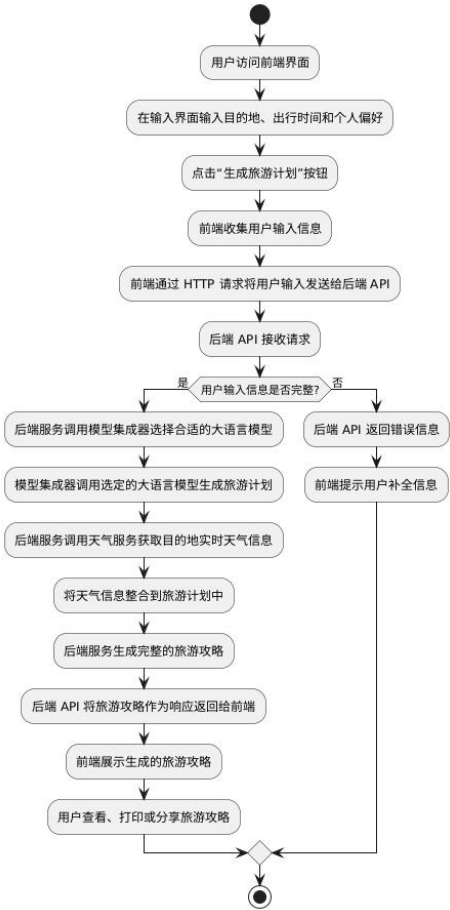 用户访问前端界面
在输入界面输入目的地、出行时间和个人偏好
点击“生成旅游计划”按钮
前端收集用户输入信息
前端通过 HTTP 请求将用户输入发送给后端 API
后端 API 接收请求
用户输入信息是否完整?
是
否
后端服务调用模型集成器选择合适的大语言模型
模型集成器调用选定的大语言模型生成旅游计划
后端服务调用天气服务获取目的地实时天气信息
将天气信息整合到旅游计划中
后端服务生成完整的旅游攻略
后端 API 将旅游攻略作为响应返回给前端
前端展示生成的旅游攻略
用户查看、打印或分享旅游攻略
后端 API 返回错误信息
前端提示用户补全信息